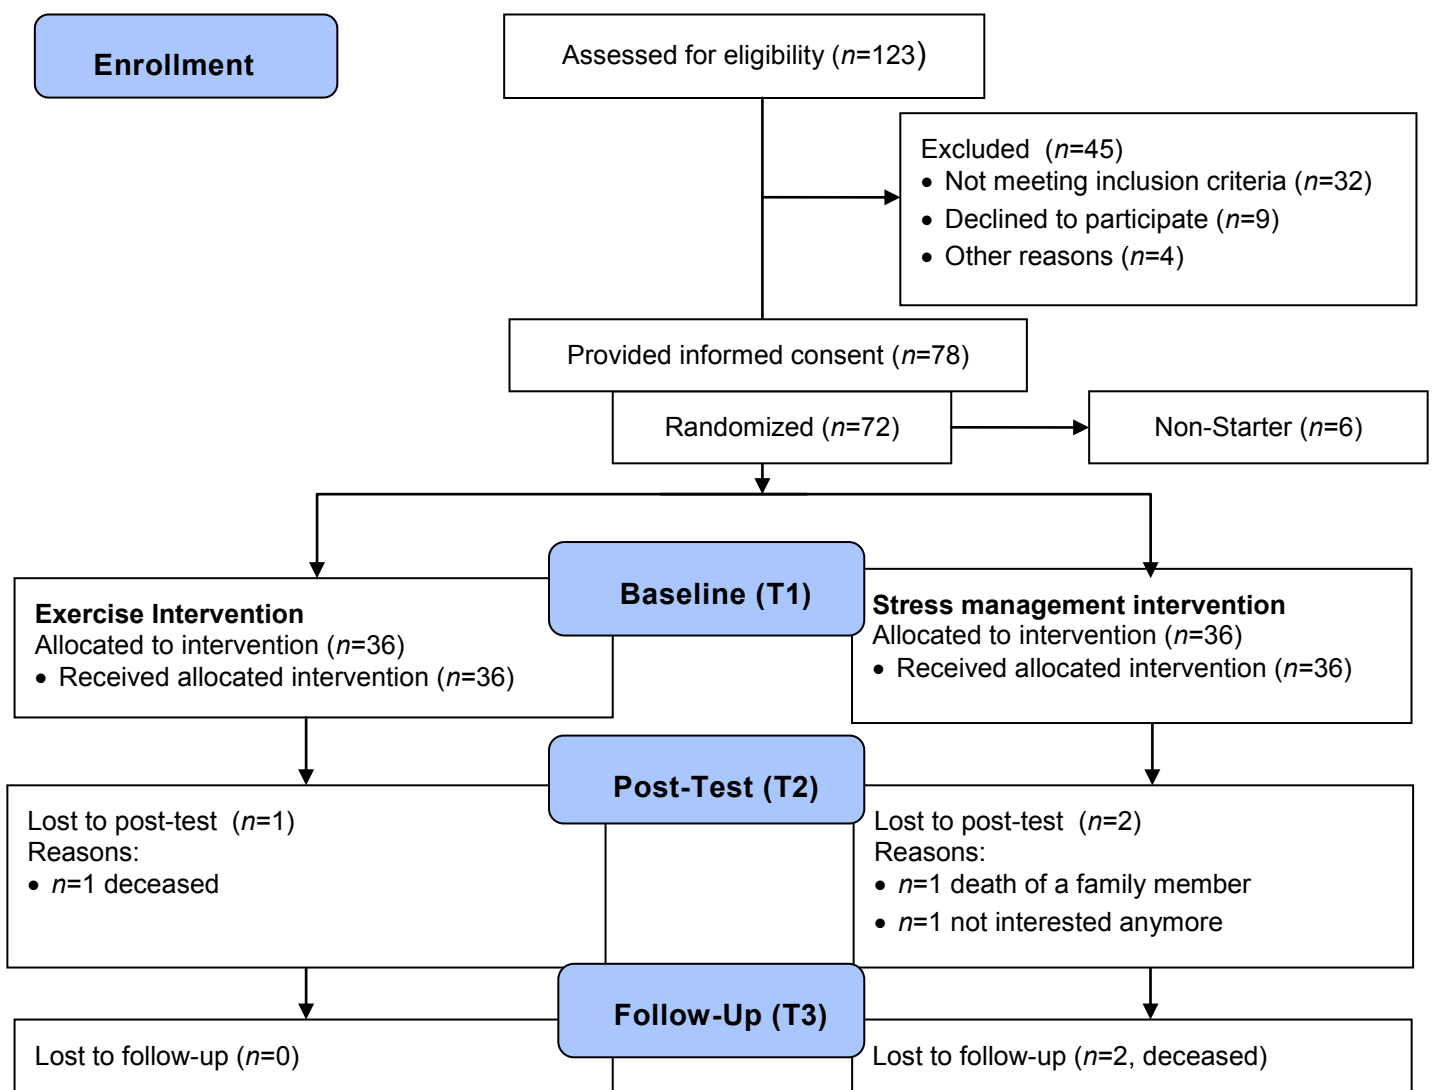 Enrollment
Assessed for eligibility (n=123)
Excluded (n=45)
• Not meeting inclusion criteria (n=32)
• Declined to participate (n=9)
• Other reasons (n=4)
Provided informed consent (n=78)
Randomized (n=72)
Non-Starter (n=6)
Baseline (T1)
Exercise Intervention
Allocated to intervention (n=36)
• Received allocated intervention (n=36)
Stress management intervention
Allocated to intervention (n=36)
• Received allocated intervention (n=36)
Post-Test (T2)
Lost to post-test (n=1)
Reasons:
• n=1 deceased
Lost to post-test (n=2)
Reasons:
• n=1 death of a family member
• n=1 not interested anymore
Follow-Up (T3)
Lost to follow-up (n=0)
Lost to follow-up (n=2, deceased)